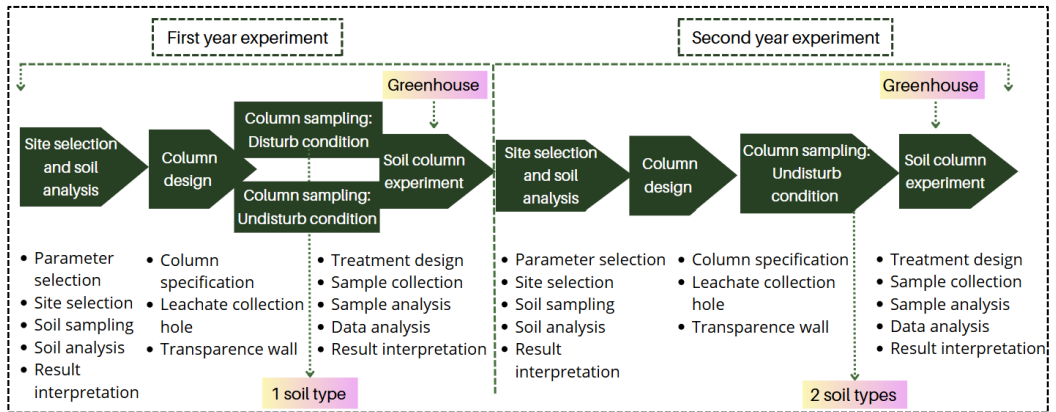 First year experiment
Second year experiment
Greenhouse
Greenhouse
Site selection
and soil
analysis
Column
design
Column sampling:
Disturb condition
Column sampling:
Undisturb condition
Soil column
experiment
Site selection
and soil
analysis
Column
design
Column sampling:
Undisturb
condition
Soil column
experiment
• Parameter
selection
• Site selection
• Soil sampling
• Soil analysis
• Result
interpretation
• Column
specification
• Leachate collection
hole
• Transparence wall
• Treatment design
• Sample collection
• Sample analysis
• Data analysis
• Result interpretation
• Parameter selection
• Site selection
• Soil sampling
• Soil analysis
• Result
interpretation
• Column specification
• Leachate collection
hole
• Transparence wall
• Treatment design
• Sample collection
• Sample analysis
• Data analysis
• Result interpretation
1 soil type
2 soil types